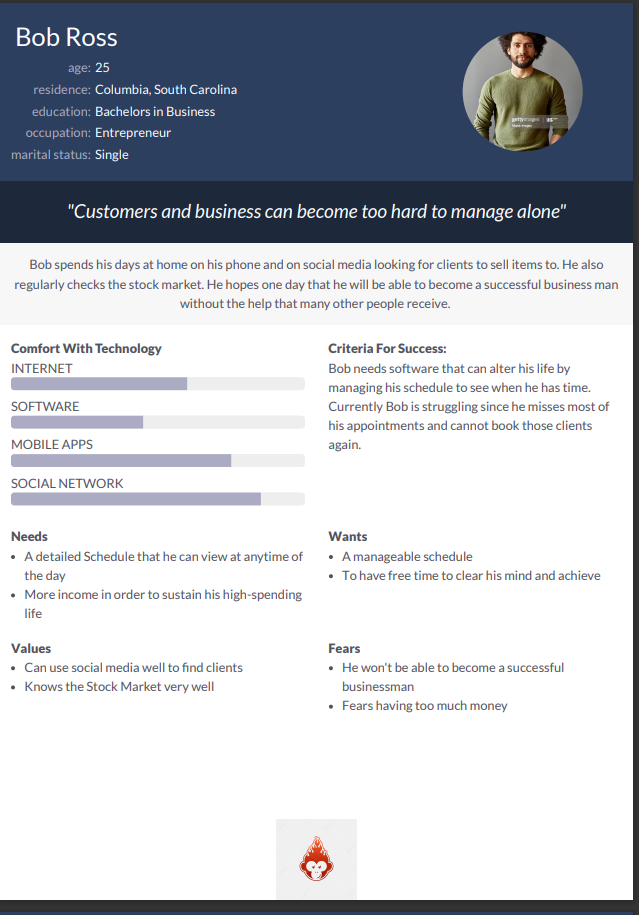 Bob Ross
age: 25
residence: Columbia, South Carolina
education: Bachelors in Business
occupation: Entrepreneur
marital status: Single
gettyimages
"Customers and business can become too hard to manage alone"
Bob spends his days at home on his phone and on social media looking for clients to sell items to. He also
regularly checks the stock market. He hopes one day that he will be able to become a successful business man
without the help that many other people receive.
Comfort With Technology
INTERNET
SOFTWARE
MOBILE APPS
SOCIAL NETWORK
Criteria For Success:
Bob needs software that can alter his life by
managing his schedule to see when he has time.
Currently Bob is struggling since he misses most of
his appointments and cannot book those clients
again.
Needs
• A detailed Schedule that he can view at anytime of
the day
• More income in order to sustain his high-spending
life
Wants
• A manageable schedule
• To have free time to clear his mind and achieve
Values
• Can use social media well to find clients
• Knows the Stock Market very well
Fears
• He won't be able to become a successful
businessman
• Fears having too much money